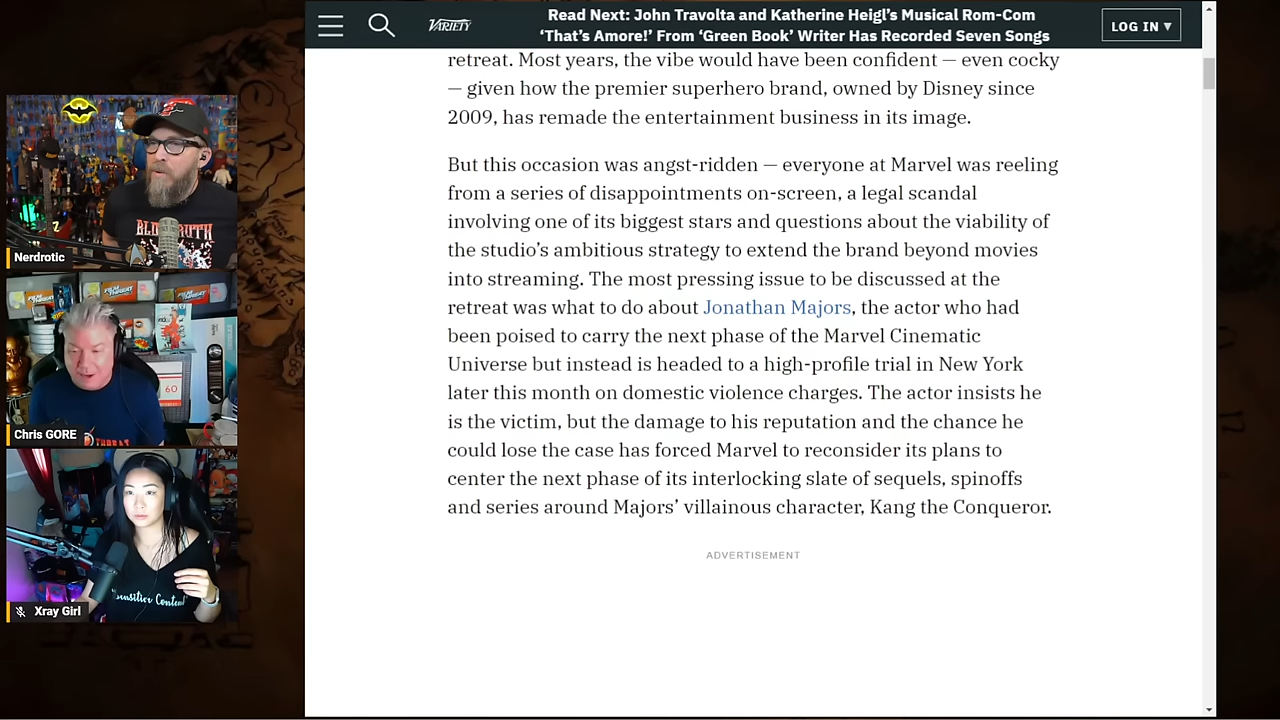 Read Next: John Travolta and Katherine Heigl's Musical Rom-Com
VARIETY
'That's Amore!' From 'Green Book' Writer Has Recorded Seven Songs
LOG IN ▾
retreat. Most years, the vibe would have been confident — even cocky
— given how the premier superhero brand, owned by Disney since
2009, has remade the entertainment business in its image.
But this occasion was angst-ridden — everyone at Marvel was reeling
from a series of disappointments on-screen, a legal scandal
involving one of its biggest stars and questions about the viability of
the studio's ambitious strategy to extend the brand beyond movies
into streaming. The most pressing issue to be discussed at the
retreat was what to do about Jonathan Majors, the actor who had
been poised to carry the next phase of the Marvel Cinematic
Universe but instead is headed to a high-profile trial in New York
later this month on domestic violence charges. The actor insists he
is the victim, but the damage to his reputation and the chance he
could lose the case has forced Marvel to reconsider its plans to
center the next phase of its interlocking slate of sequels, spinoffs
and series around Majors' villainous character, Kang the Conqueror.
ADVERTISEMENT
Nerdrotic
60
THREAT
Chris GORE
Sensitive Content
Xray Girl